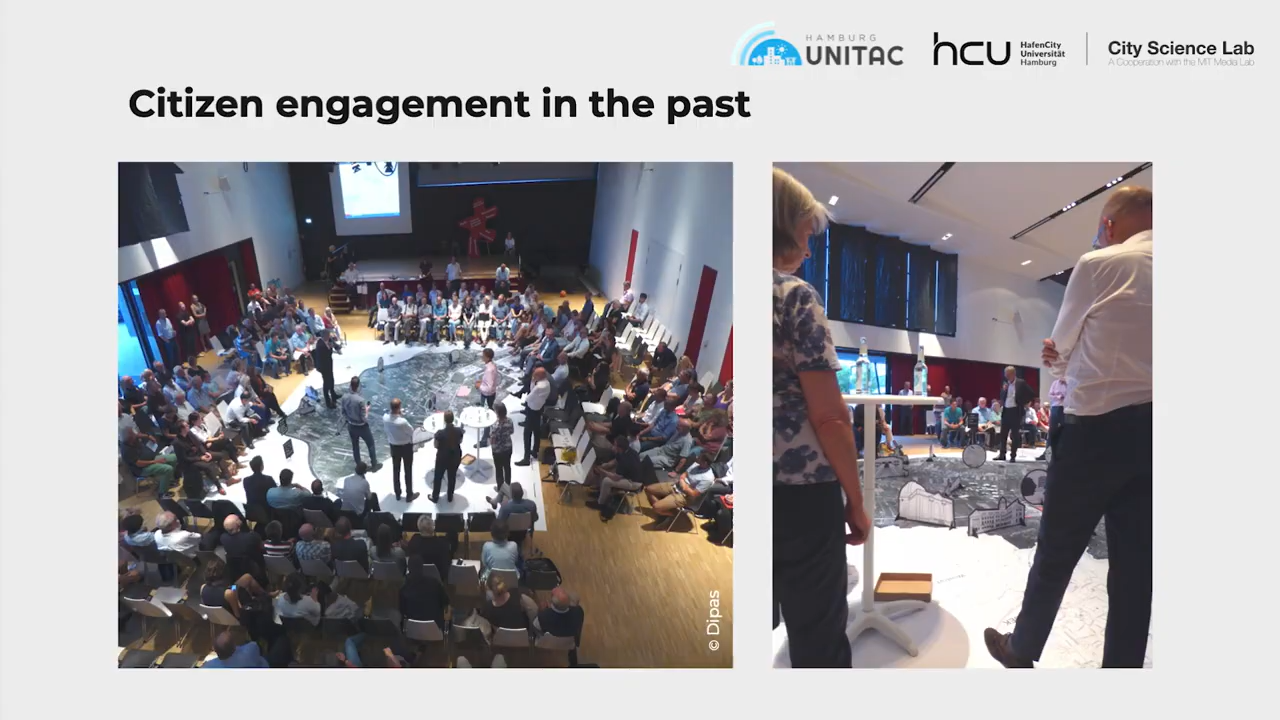 HAMBURG
UNITAC
hcu
HafenCity
Universität
Hamburg
City Science Lab
A Cooperation with the MIT Media Lab
Citizen engagement in the past
© Dipas